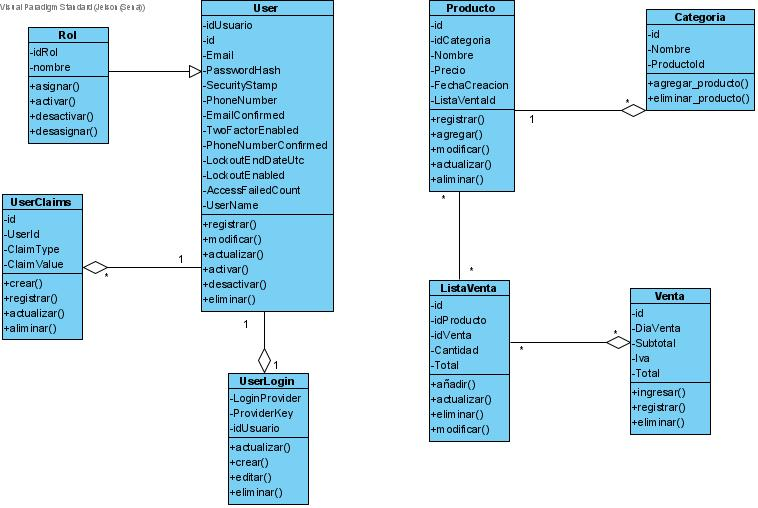 Visual Paradigm Standard(Jeison(Sena))
Rol
-idRol
-nombre
+asignar()
+activar()
+desactivar()
+desasignar()
User
-idUsuario
-id
-Email
-PasswordHash
-SecurityStamp
-PhoneNumber
-EmailConfirmed
-TwoFactorEnabled
-PhoneNumberConfirmed
-LockoutEndDateUtc
-LockoutEnabled
-AccessFailedCount
-UserName
+registrar()
+modificar()
+actualizar()
+activar()
+desactivar()
+eliminar()
UserClaims
-id
-UserId
-ClaimType
-ClaimValue
+crear()
+registrar()
+actualizar()
+aliminar()
*
1
1
1
UserLogin
-LoginProvider
-ProviderKey
-idUsuario
+actualizar()
+crear()
+editar()
+eliminar()
Producto
-id
-idCategoria
-Nombre
-Precio
-FechaCreacion
-ListaVentaId
+registrar()
+agregar()
+modificar()
+actualizar()
+aliminar()
1
*
Categoria
-id
-Nombre
-ProductoId
+agregar_producto()
+eliminar_producto()
*
*
ListaVenta
-id
-idProducto
-idVenta
-Cantidad
-Total
+añadir()
+actualizar()
+eliminar()
+modificar()
*
*
Venta
-id
-DiaVenta
-Subtotal
-Iva
-Total
+ingresar()
+registrar()
+eliminar()